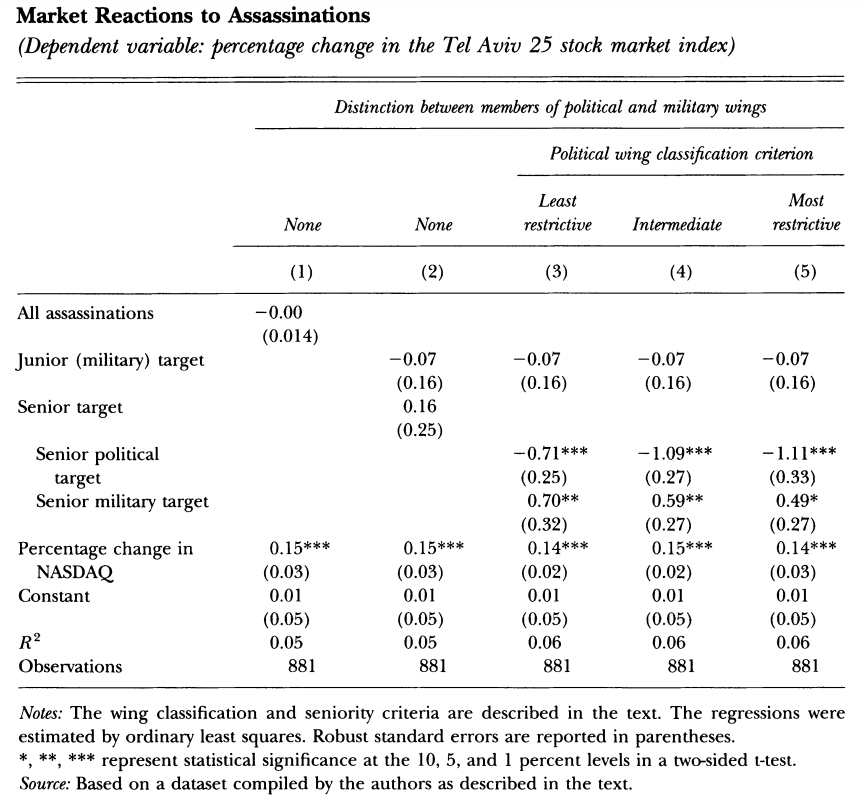 Market Reactions to Assassinations
(Dependent variable: percentage change in the Tel Aviv 25 stock market index)
Distinction between members of political and military wings
Political wing classification criterion
Least Most
None None restrictive Intermediate restrictive
(1) (2) (3) (4) (5)
All assassinations −0.00
(0.014)
Junior (military) target −0.07 −0.07 −0.07 −0.07
(0.16) (0.16) (0.16) (0.16)
Senior target 0.16
(0.25)
Senior political −0.71*** −1.09*** −1.11***
target (0.25) (0.27) (0.33)
Senior military target 0.70** 0.59** 0.49*
(0.32) (0.27) (0.27)
Percentage change in 0.15*** 0.15*** 0.14*** 0.15*** 0.14***
NASDAQ (0.03) (0.03) (0.02) (0.02) (0.03)
Constant 0.01 0.01 0.01 0.01 0.01
(0.05) (0.05) (0.05) (0.05) (0.05)
R² 0.05 0.05 0.06 0.06 0.06
Observations 881 881 881 881 881
Notes: The wing classification and seniority criteria are described in the text. The regressions were
estimated by ordinary least squares. Robust standard errors are reported in parentheses.
*, **, *** represent statistical significance at the 10, 5, and 1 percent levels in a two-sided t-test.
Source: Based on a dataset compiled by the authors as described in the text.